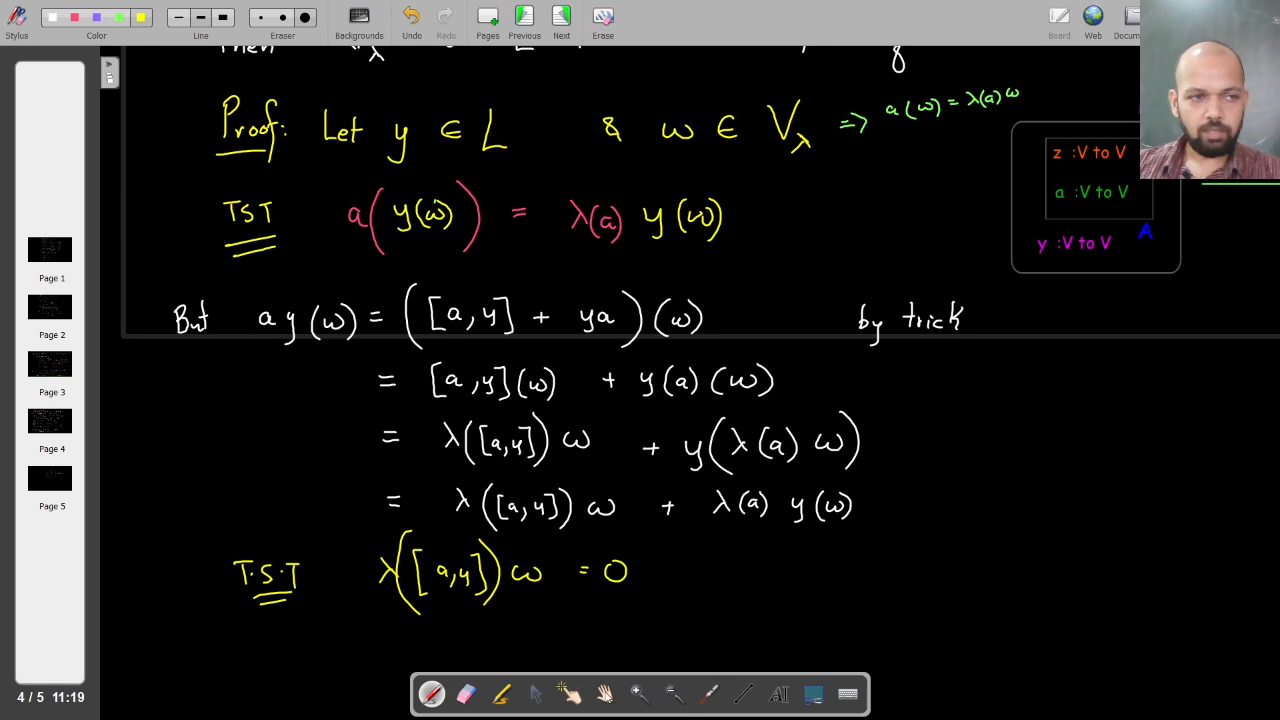 Stylus
Color
Line
Eraser
Backgrounds
Undo
Redo
Pages
Previous
Next
Erase
Board
Web
Then λ L
Proof: Let y ∈ L & ω ∈ V_λ => a(ω) = λ(a) ω
TST a(y(ω)) = λ(a) y(ω)
z :V to V
a :V to V
y :V to V A
But a y (ω) = ([a,y] + ya)(ω) by trick
= [a,y](ω) + y(a)(ω)
= λ([a,y]) ω + y(λ(a) ω)
= λ([a,y]) ω + λ(a) y(ω)
T.S.T λ([a,y]) ω = 0
Page 1
Page 2
Page 3
Page 4
Page 5
4 / 5 11:19